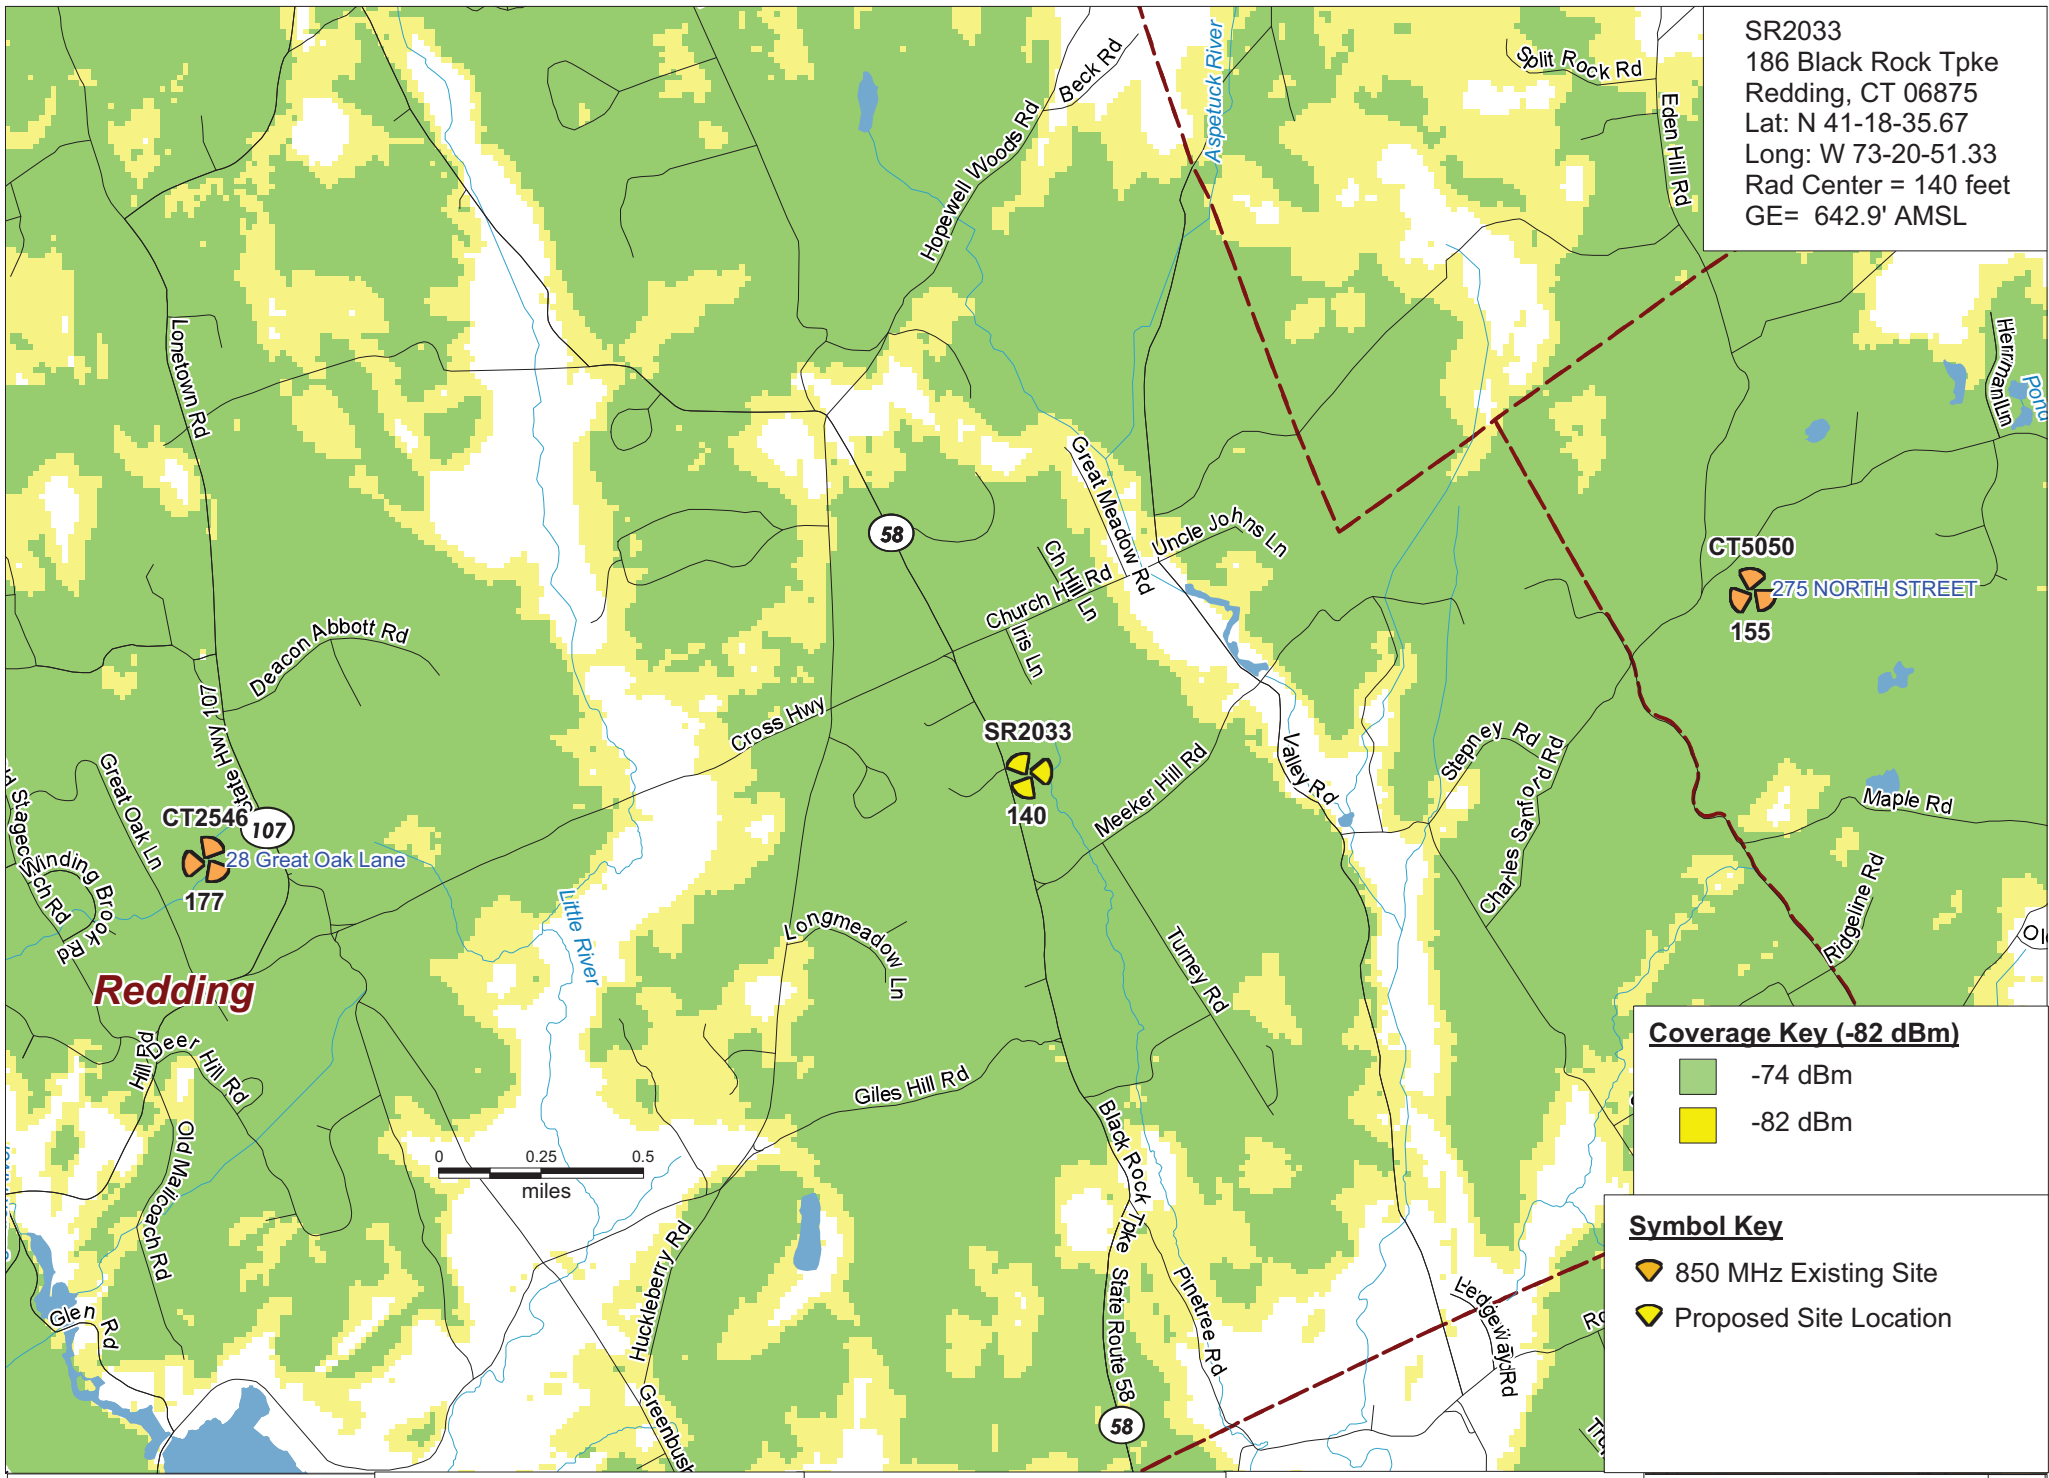 SR2033
186 Black Rock Tpke
Redding, CT 06875
Lat: N 41-18-35.67
Long: W 73-20-51.33
Rad Center = 140 feet
GE=  642.9' AMSL
Beck Rd
Aspetuck River
Split Rock Rd
Eden Hill Rd
Hopewell Woods Rd
Lonetown Rd
Herrmann Ln
Pond
Great Meadow Rd
58
Uncle Johns Ln
Ch Hill Ln
Church Hill Rd
Iris Ln
CT5050
275 NORTH STREET
155
Deacon Abbott Rd
State Hwy 107
Cross Hwy
SR2033
140
Meeker Hill Rd
Valley Rd
Stepney Rd
Charles Sanford Rd
Maple Rd
Great Oak Ln
CT2546
107
28 Great Oak Lane
177
Winding Brook Rd
Ridgeline Rd
Little River
Longmeadow Ln
Turney Rd
Redding
Hill Rd
Deer Hill Rd
Giles Hill Rd
Old Mailcoach Rd
0 0.25 0.5
miles
Black Rock Tpke
State Route 58
Pinetree Rd
Ledgeway Rd
Huckleberry Rd
Glen Rd
Greenbush
58
Coverage Key (-82 dBm)
-74 dBm
-82 dBm
Symbol Key
850 MHz Existing Site
Proposed Site Location